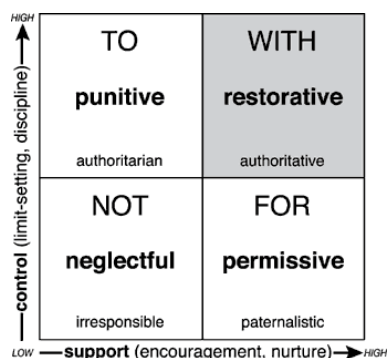 HIGH
TO
punitive
authoritarian
WITH
restorative
authoritative
NOT
neglectful
irresponsible
FOR
permissive
paternalistic
control (limit-setting, discipline)
LOW
support (encouragement, nurture)
HIGH